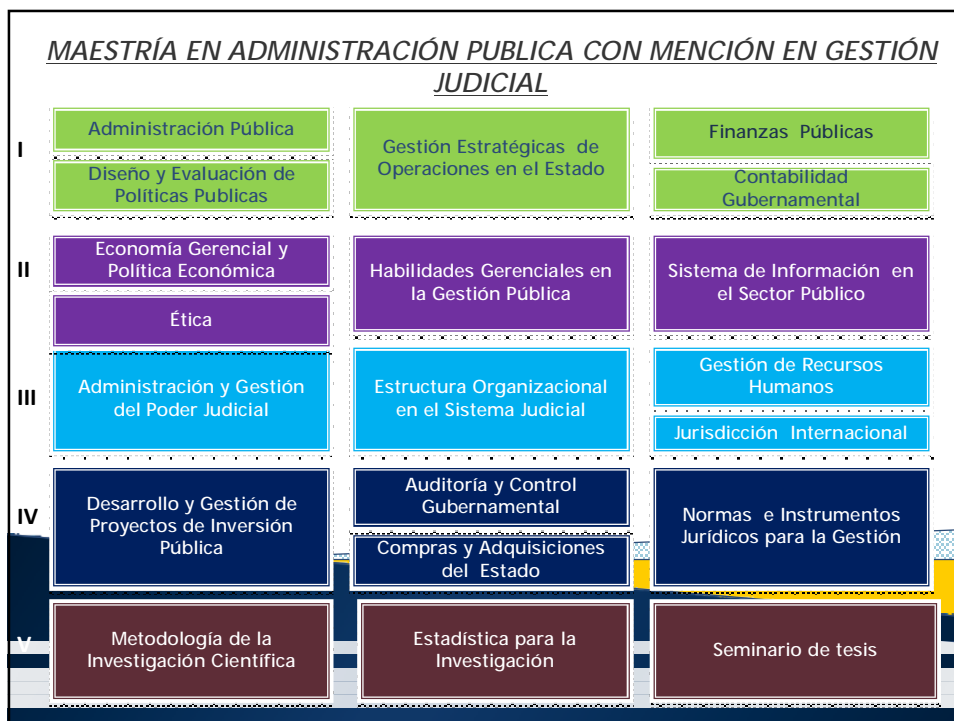 MAESTRÍA EN ADMINISTRACIÓN PUBLICA CON MENCIÓN EN GESTIÓN
JUDICIAL
I
Administración Pública
Diseño y Evaluación de
Políticas Publicas
Gestión Estratégicas de
Operaciones en el Estado
Finanzas Públicas
Contabilidad
Gubernamental
II
Economía Gerencial y
Política Económica
Ética
Habilidades Gerenciales en
la Gestión Pública
Sistema de Información en
el Sector Público
III
Administración y Gestión
del Poder Judicial
Estructura Organizacional
en el Sistema Judicial
Gestión de Recursos
Humanos
Jurisdicción Internacional
IV
Desarrollo y Gestión de
Proyectos de Inversión
Pública
Auditoría y Control
Gubernamental
Compras y Adquisiciones
del Estado
Normas e Instrumentos
Jurídicos para la Gestión
V
Metodología de la
Investigación Científica
Estadística para la
Investigación
Seminario de tesis